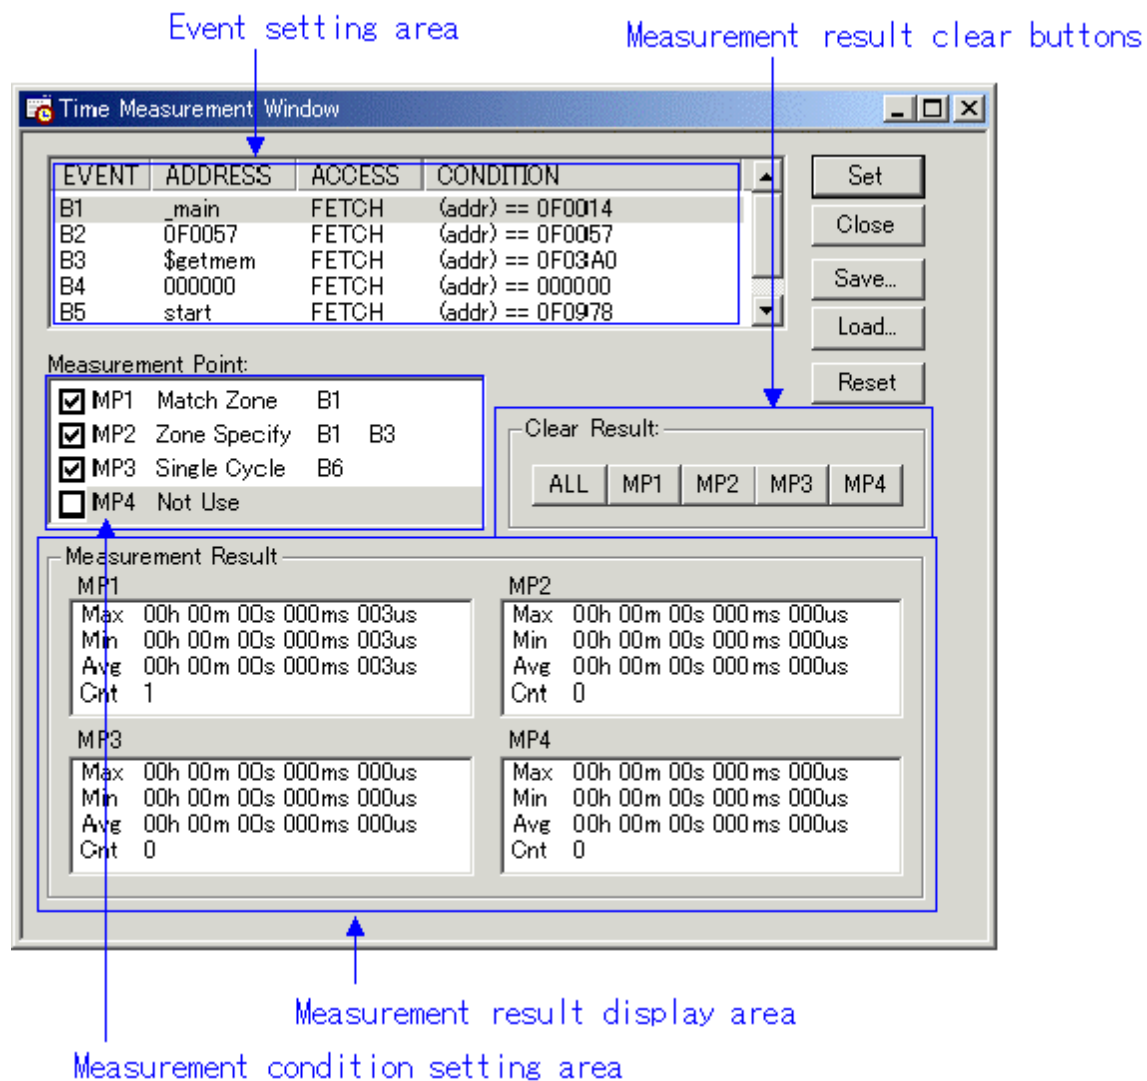 Event setting area
Measurement result clear buttons
Time Measurement Window
EVENT ADDRESS ACCESS CONDITION
B1 _main FETCH (addr) == 0F0014
B2 0F0057 FETCH (addr) == 0F0057
B3 $getmem FETCH (addr) == 0F03A0
B4 000000 FETCH (addr) == 000000
B5 start FETCH (addr) == 0F0978
Set
Close
Save...
Load...
Reset
Measurement Point:
MP1 Match Zone B1
MP2 Zone Specify B1 B3
MP3 Single Cycle B6
MP4 Not Use
Clear Result:
ALL MP1 MP2 MP3 MP4
Measurement Result
MP1
Max 00h 00m 00s 000ms 003us
Min 00h 00m 00s 000ms 003us
Avg 00h 00m 00s 000ms 003us
Cnt 1
MP2
Max 00h 00m 00s 000ms 000us
Min 00h 00m 00s 000ms 000us
Avg 00h 00m 00s 000ms 000us
Cnt 0
MP3
Max 00h 00m 00s 000ms 000us
Min 00h 00m 00s 000ms 000us
Avg 00h 00m 00s 000ms 000us
Cnt 0
MP4
Max 00h 00m 00s 000ms 000us
Min 00h 00m 00s 000ms 000us
Avg 00h 00m 00s 000ms 000us
Cnt 0
Measurement result display area
Measurement condition setting area